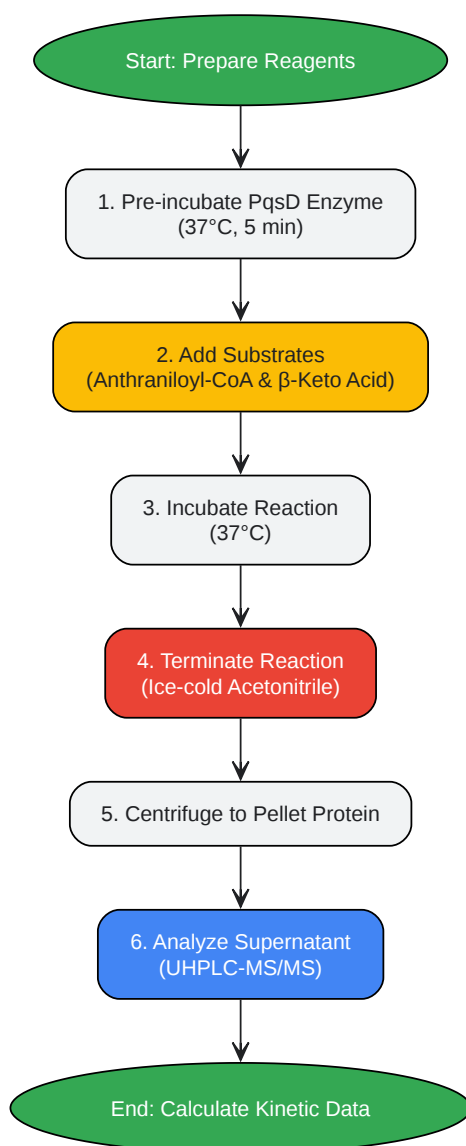 Start: Prepare Reagents
1. Pre-incubate PqsD Enzyme
(37°C, 5 min)
2. Add Substrates
(Anthraniloyl-CoA & β-Keto Acid)
3. Incubate Reaction
(37°C)
4. Terminate Reaction
(Ice-cold Acetonitrile)
5. Centrifuge to Pellet Protein
6. Analyze Supernatant
(UHPLC-MS/MS)
End: Calculate Kinetic Data